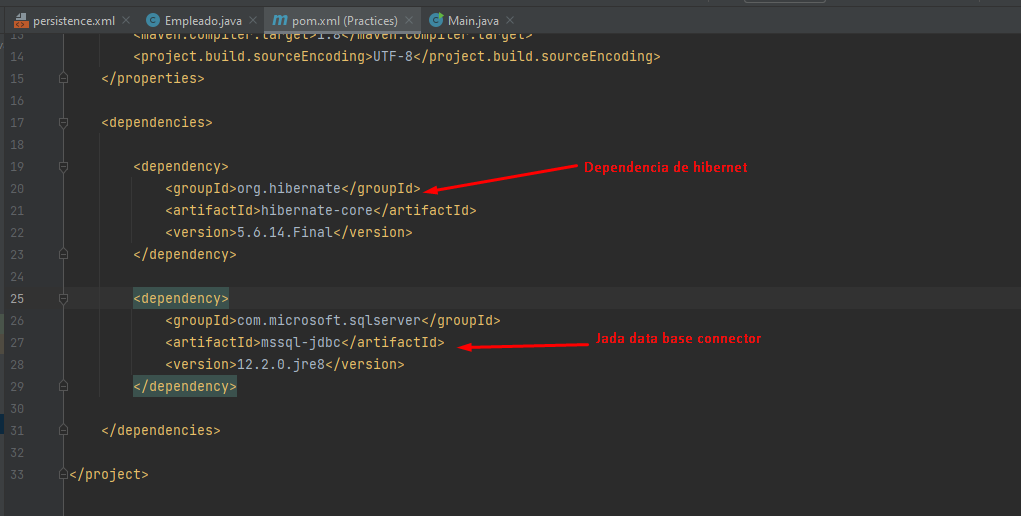 persistence.xml Empleado.java pom.xml (Practices) Main.java
13 <maven.compiler.target>1.8</maven.compiler.target>
14 <project.build.sourceEncoding>UTF-8</project.build.sourceEncoding>
15 </properties>
16
17 <dependencies>
18
19 <dependency> Dependencia de hibernet
20 <groupId>org.hibernate</groupId>
21 <artifactId>hibernate-core</artifactId>
22 <version>5.6.14.Final</version>
23 </dependency>
24
25 <dependency>
26 <groupId>com.microsoft.sqlserver</groupId>
27 <artifactId>mssql-jdbc</artifactId> Jada data base connector
28 <version>12.2.0.jre8</version>
29 </dependency>
30
31 </dependencies>
32
33 </project>